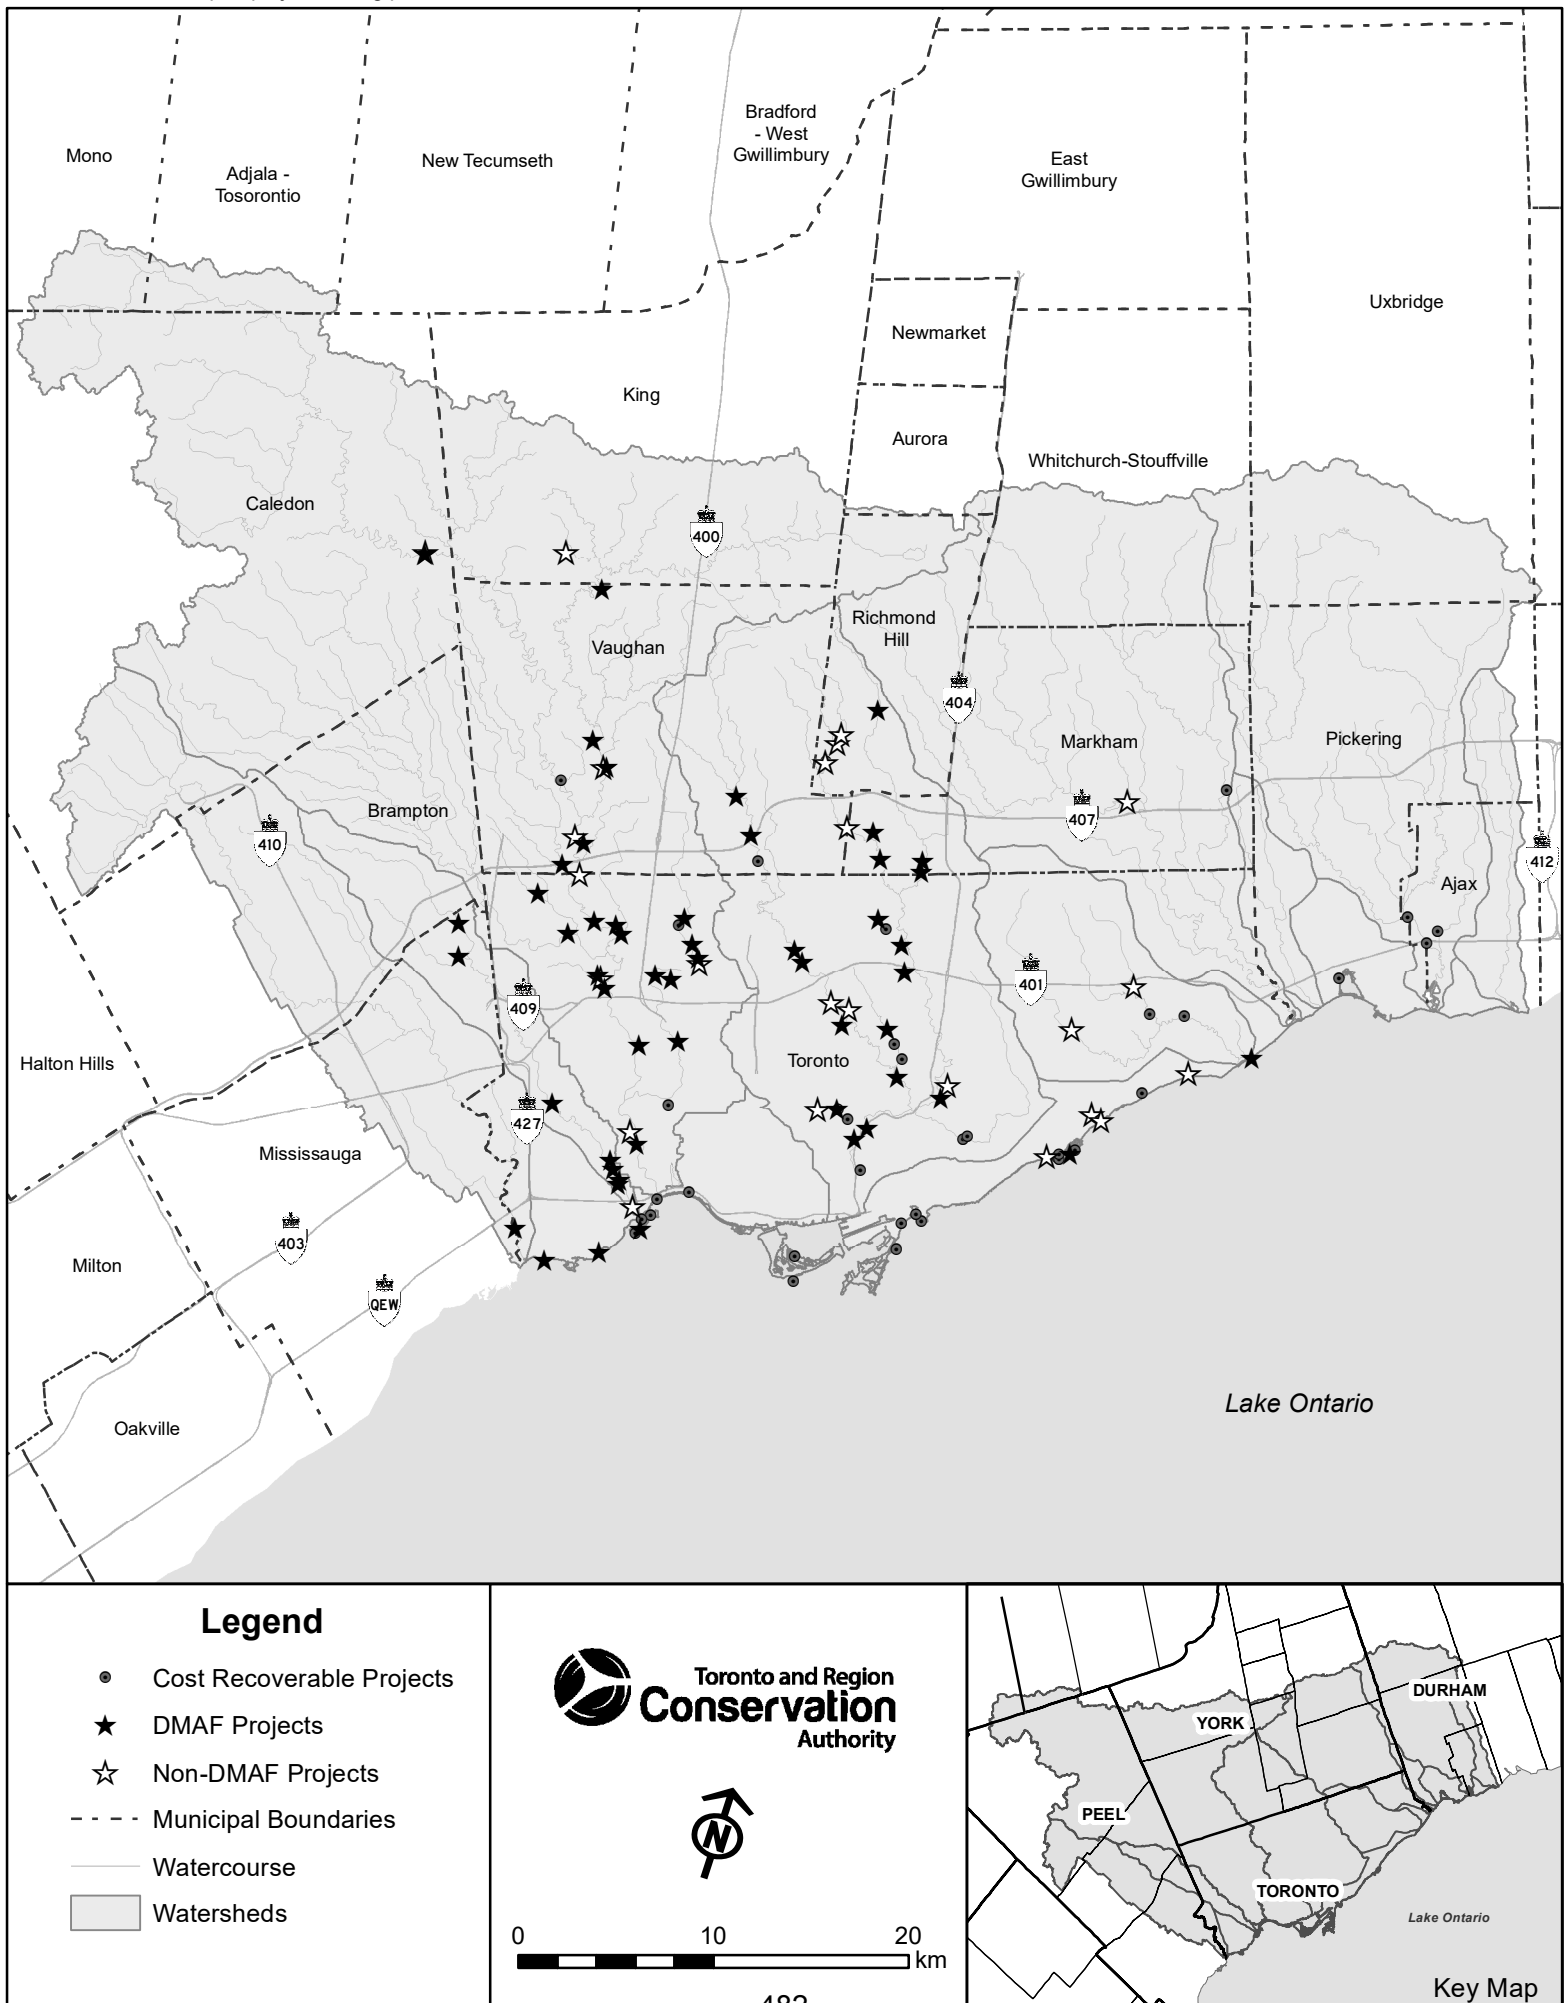 Mono
Adjala -
Tosorontio
New Tecumseth
Bradford
- West
Gwillimbury
East
Gwillimbury
Uxbridge
Newmarket
King
Aurora
Whitchurch-Stouffville
Caledon
400
Richmond
Hill
Vaughan
404
Markham
Pickering
Brampton
407
410
412
Ajax
401
409
Halton Hills
Toronto
427
Mississauga
403
Milton
QEW
Lake Ontario
Oakville
Legend
Cost Recoverable Projects
DMAF Projects
Non-DMAF Projects
Municipal Boundaries
Watercourse
Watersheds
Toronto and Region
Conservation
Authority
N
0 10 20
km
DURHAM
YORK
PEEL
TORONTO
Lake Ontario
Key Map